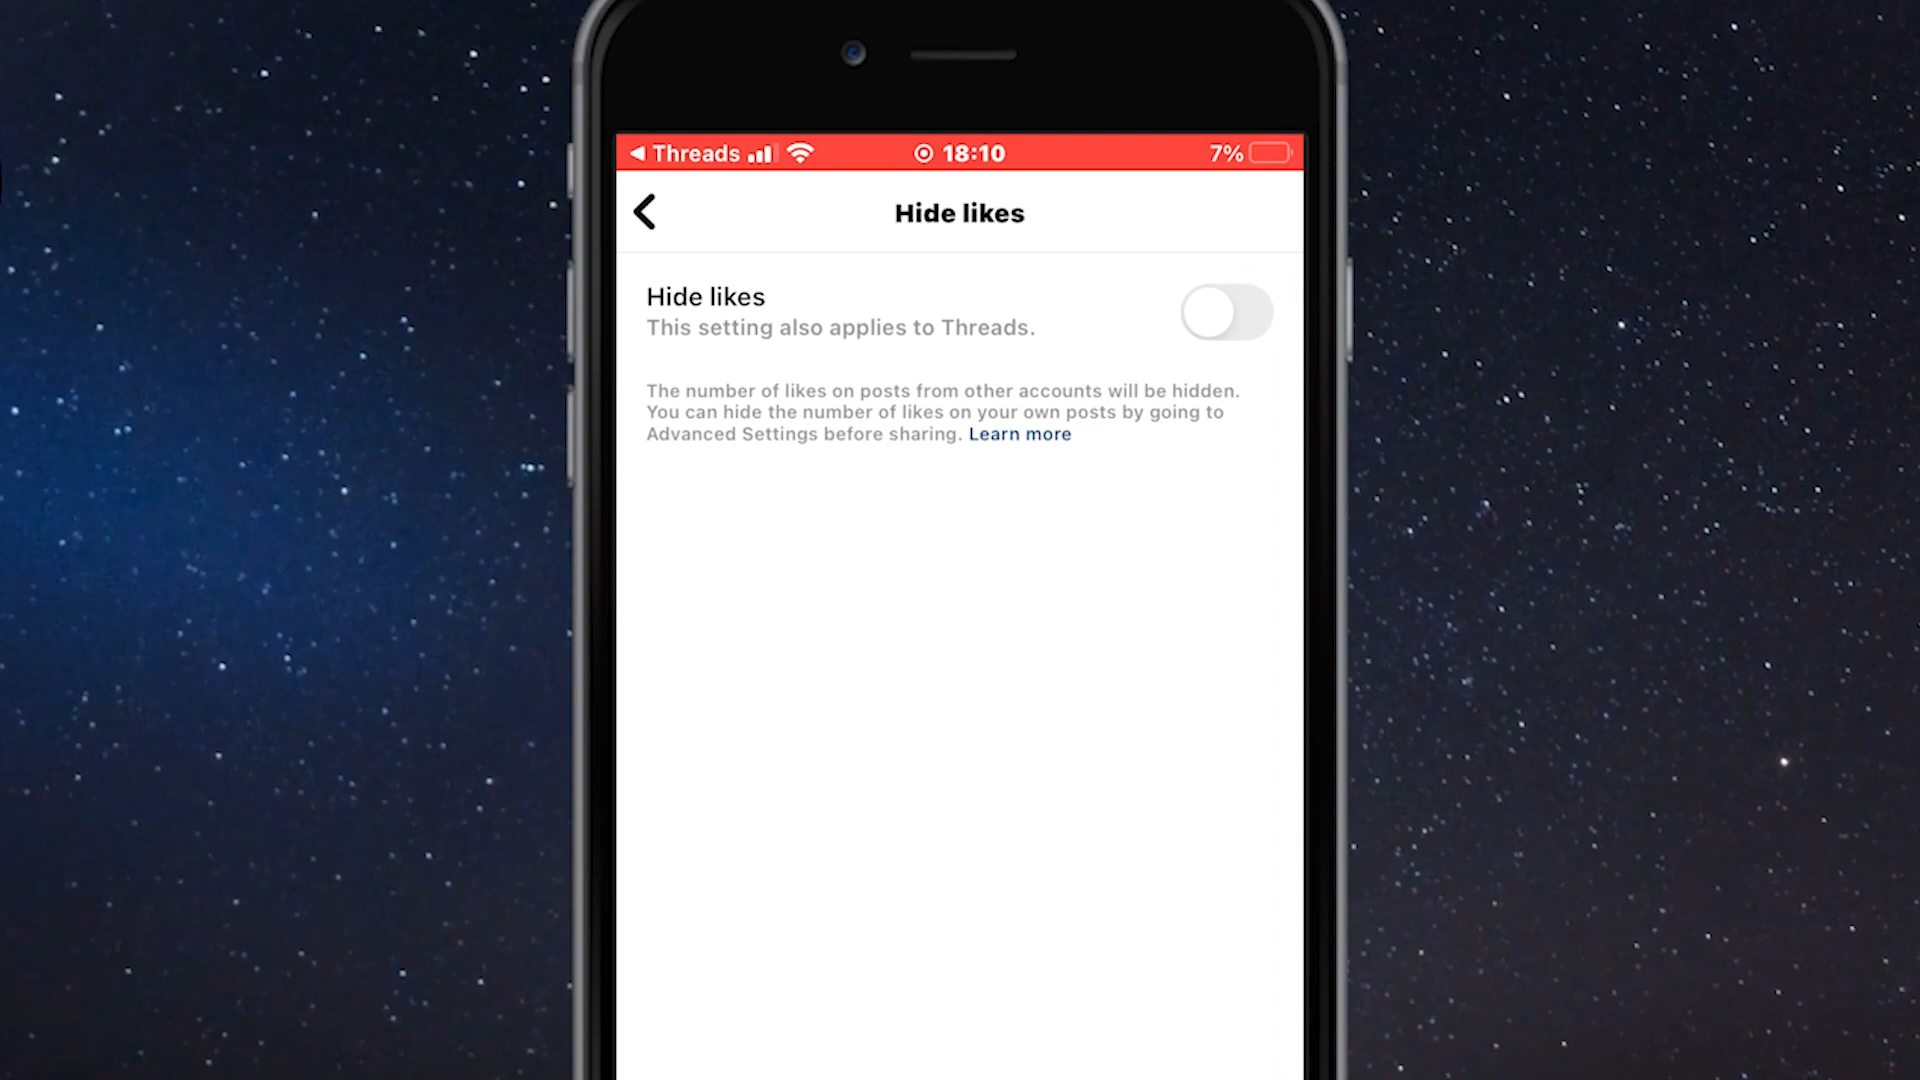 Threads 18:10 7%
Hide likes
Hide likes
This setting also applies to Threads.
The number of likes on posts from other accounts will be hidden.
You can hide the number of likes on your own posts by going to
Advanced Settings before sharing. Learn more